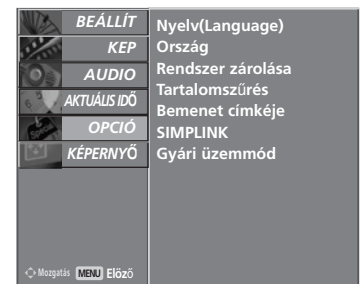 BEÁLLÍT
KEP
AUDIO
AKTUÁLIS IDŐ
OPCIÓ
KÉPERNYŐ
Nyelv(Language)
Ország
Rendszer zárolása
Tartalomszűrés
Bemenet címkéje
SIMPLINK
Gyári üzemmód
Mozgatás MENU Előző